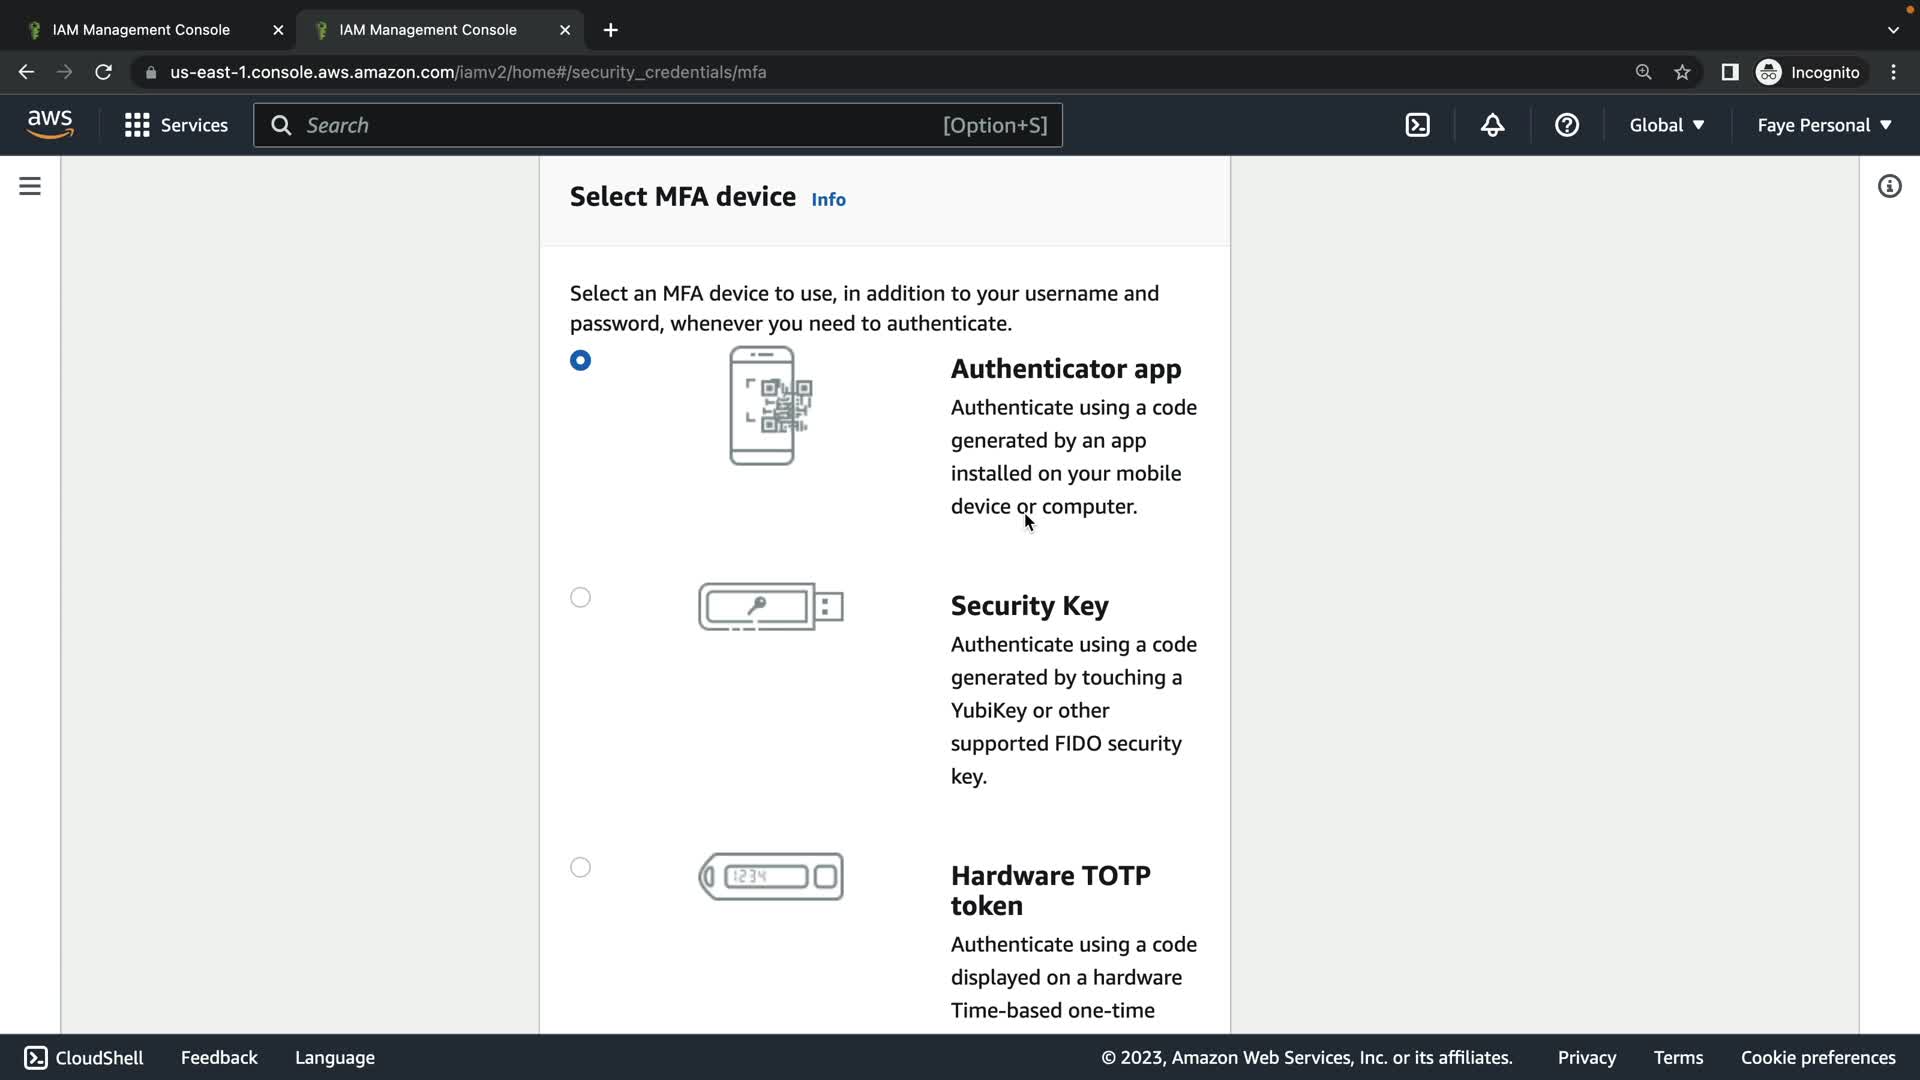 IAM Management Console
IAM Management Console
us-east-1.console.aws.amazon.com/iamv2/home#/security_credentials/mfa
Incognito
aws
Services
Search
[Option+S]
Global
Faye Personal
Select MFA device Info
Select an MFA device to use, in addition to your username and
password, whenever you need to authenticate.
Authenticator app
Authenticate using a code
generated by an app
installed on your mobile
device or computer.
Security Key
Authenticate using a code
generated by touching a
YubiKey or other
supported FIDO security
key.
1234
Hardware TOTP
token
Authenticate using a code
displayed on a hardware
Time-based one-time
CloudShell
Feedback
Language
© 2023, Amazon Web Services, Inc. or its affiliates.
Privacy
Terms
Cookie preferences